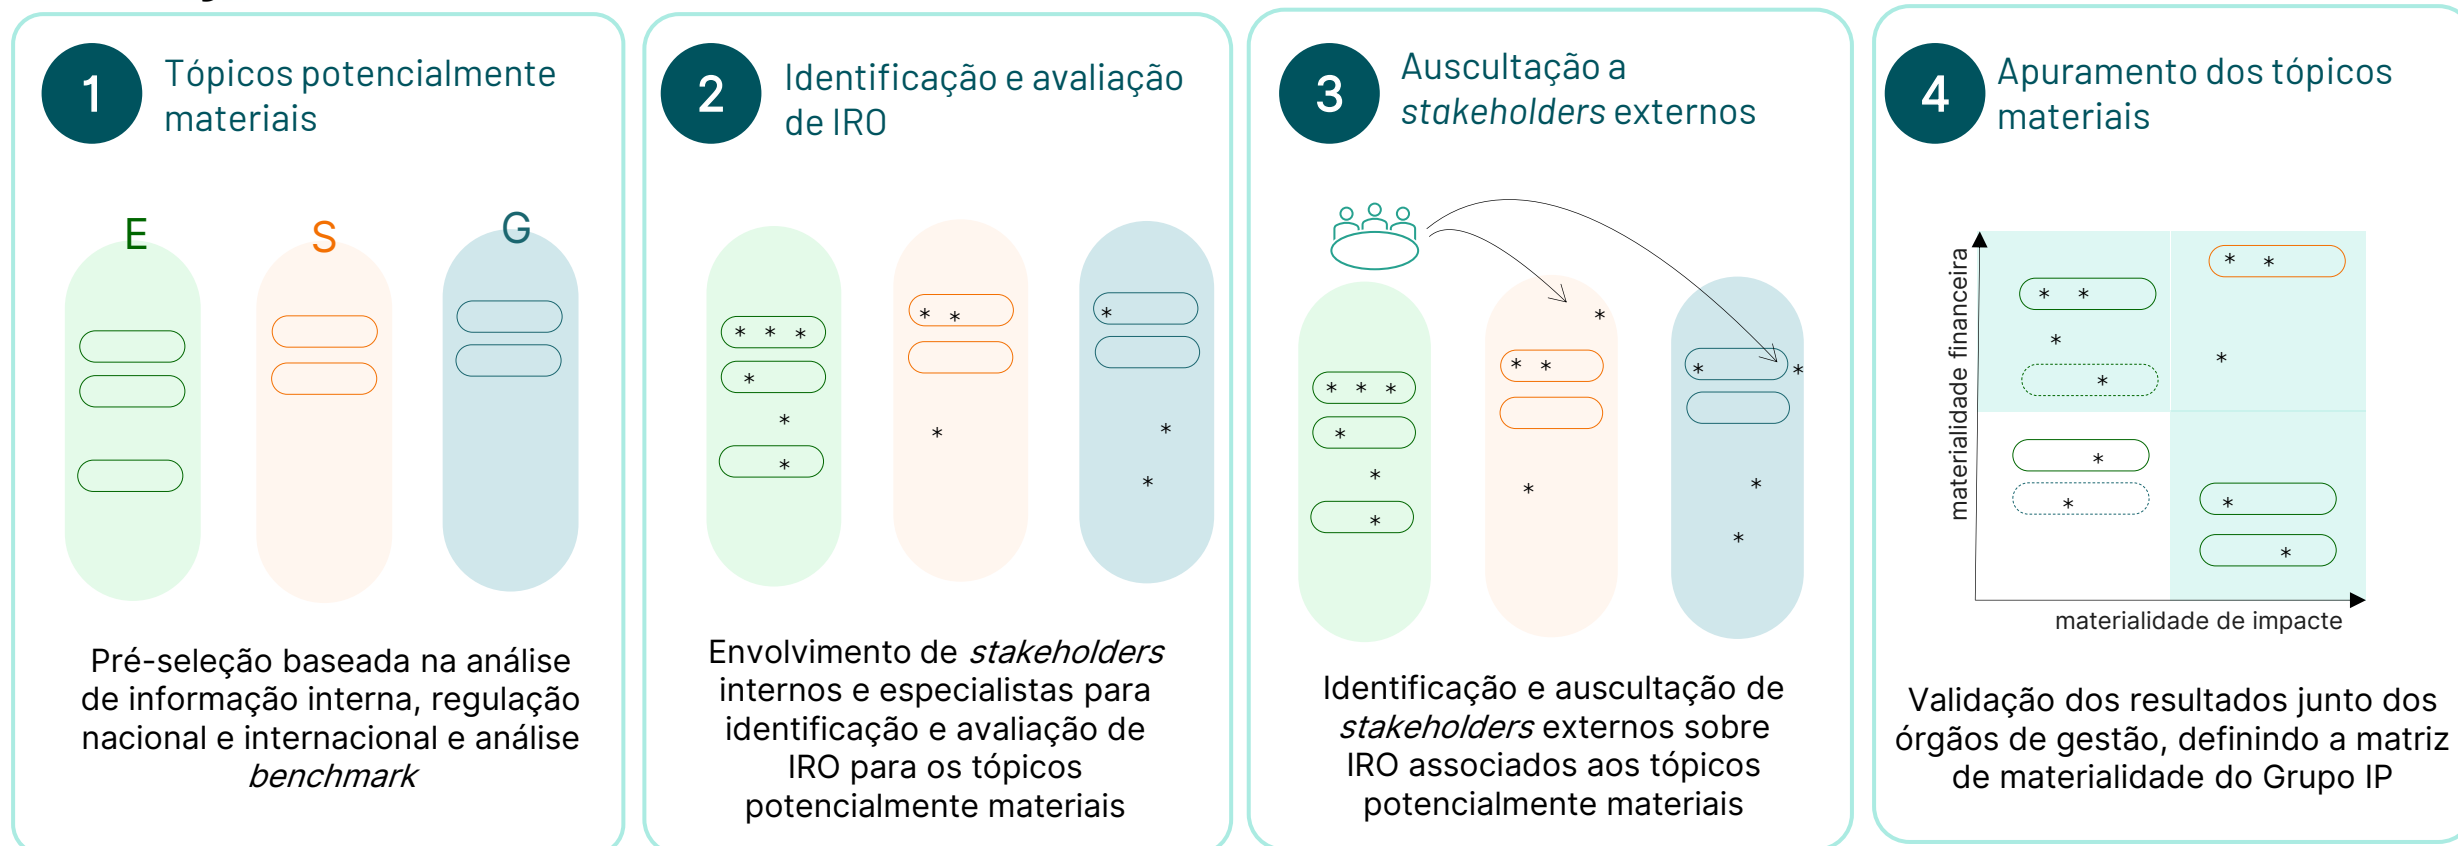 1
Tópicos potencialmente
materiais
E
S
G
Pré-seleção baseada na análise
de informação interna, regulação
nacional e internacional e análise
benchmark
2
Identificação e avaliação
de IRO
* * *
*
*
*
* *
*
*
*
*
Envolvimento de stakeholders
internos e especialistas para
identificação e avaliação de
IRO para os tópicos
potencialmente materiais
3
Auscultação a
stakeholders externos
* * *
*
*
*
*
* *
*
* *
*
*
Identificação e auscultação de
stakeholders externos sobre
IRO associados aos tópicos
potencialmente materiais
4
Apuramento dos tópicos
materiais
materialidade financeira
* *
*
*
* *
*
*
*
*
*
materialidade de impacte
Validação dos resultados junto dos
órgãos de gestão, definindo a matriz
de materialidade do Grupo IP